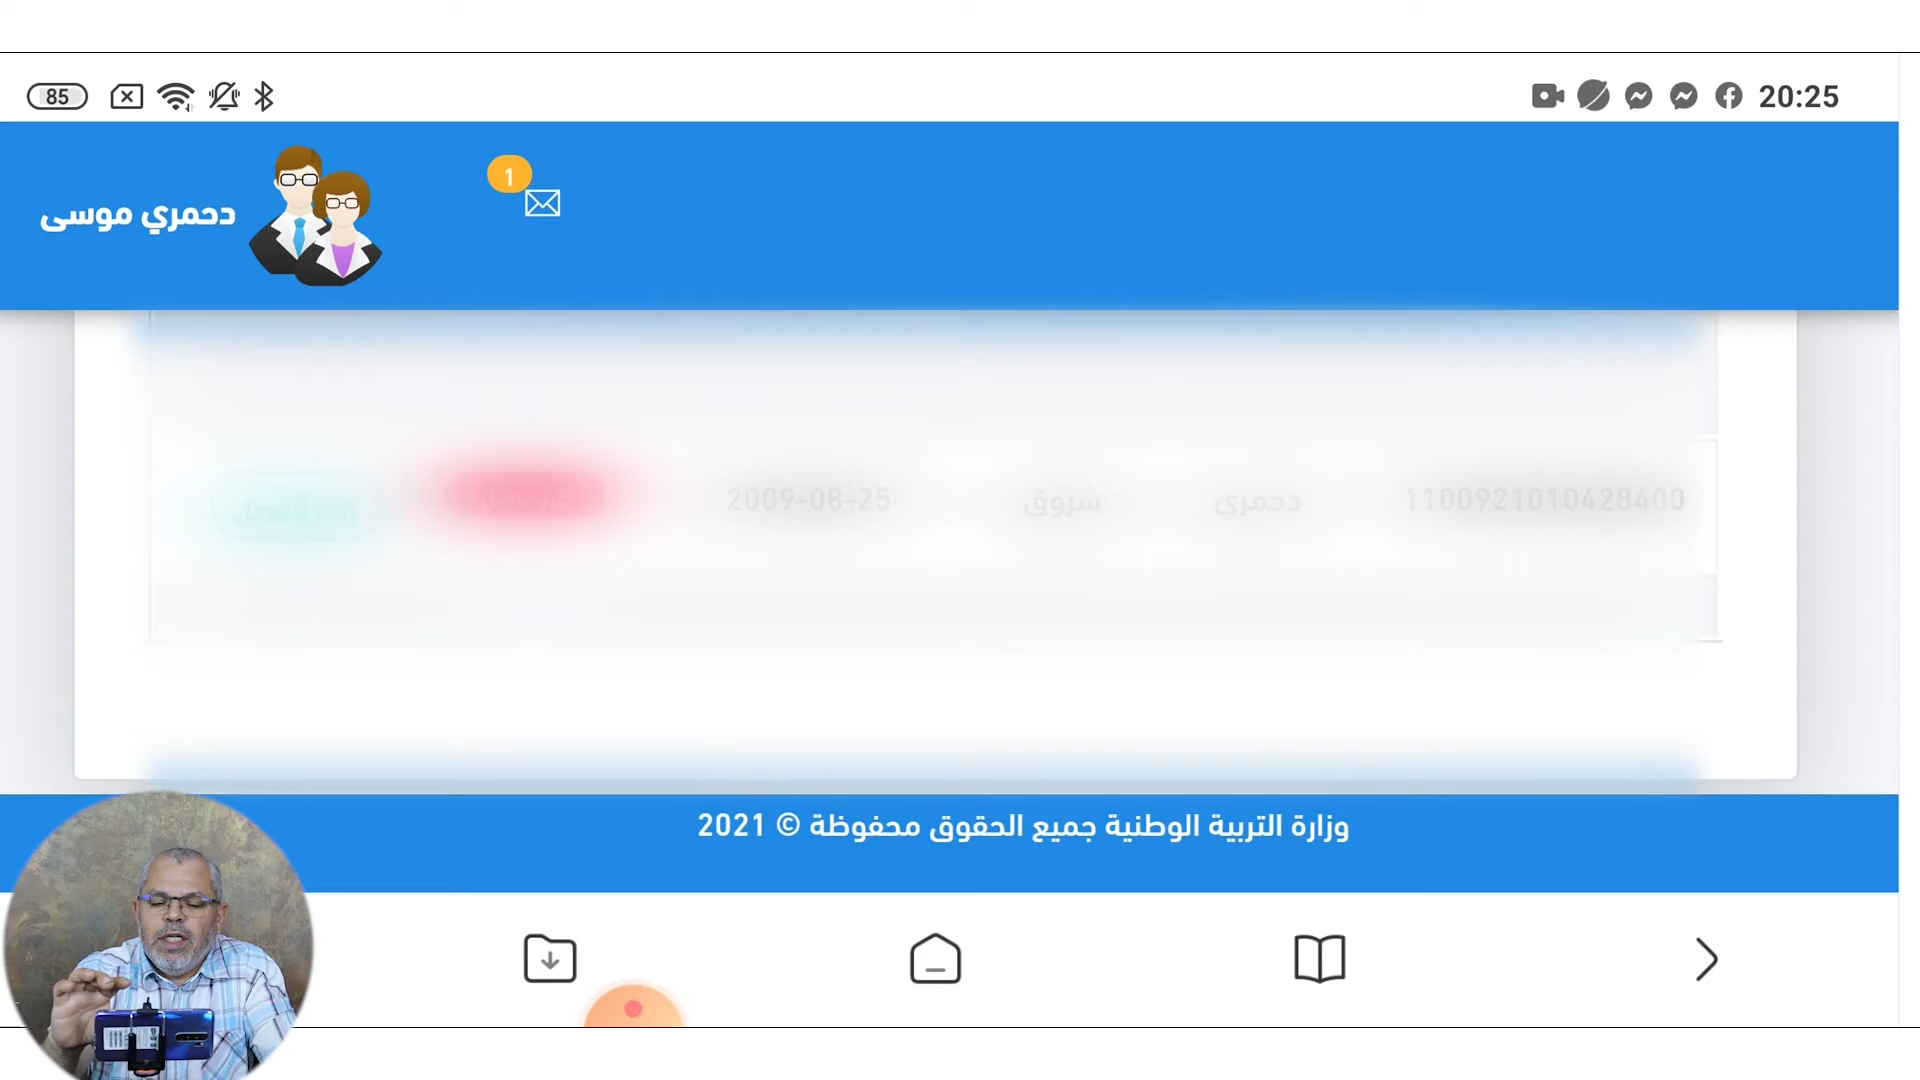 85
20:25
1
دحمري موسى
1100921010428400 دحمري شروق 2009-08-25
وزارة التربية الوطنية جميع الحقوق محفوظة © 2021